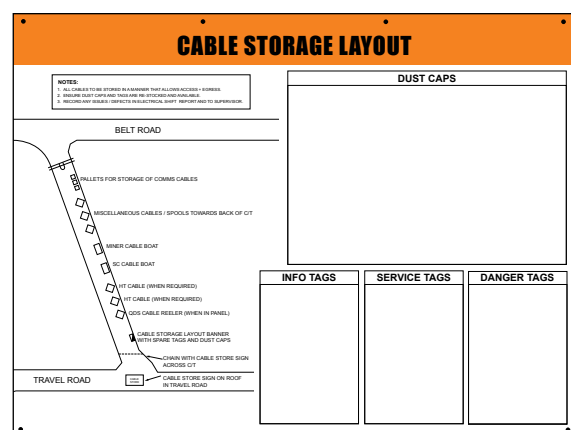 CABLE STORAGE LAYOUT
NOTES:
1. ALL CABLES TO BE STORED IN A MANNER THAT ALLOWS ACCESS + EGRESS.
2. ENSURE DUST CAPS AND TAGS ARE RE-STOCKED AND AVAILABLE.
3. RECORD ANY ISSUES / DEFECTS IN ELECTRICAL SHIFT REPORT AND TO SUPERVISOR.
DUST CAPS
BELT ROAD
PALLETS FOR STORAGE OF COMMS CABLES
MISCELLANEOUS CABLES / SPOOLS TOWARDS BACK OF C/T
MINER CABLE BOAT
SC CABLE BOAT
HT CABLE (WHEN REQUIRED)
HT CABLE (WHEN REQUIRED)
QDS CABLE REELER (WHEN IN PANEL)
CABLE STORAGE LAYOUT BANNER
WITH SPARE TAGS AND DUST CAPS
CHAIN WITH CABLE STORE SIGN
ACROSS C/T
TRAVEL ROAD
CABLE
STORE
CABLE STORE SIGN ON ROOF
IN TRAVEL ROAD
INFO TAGS
SERVICE TAGS
DANGER TAGS